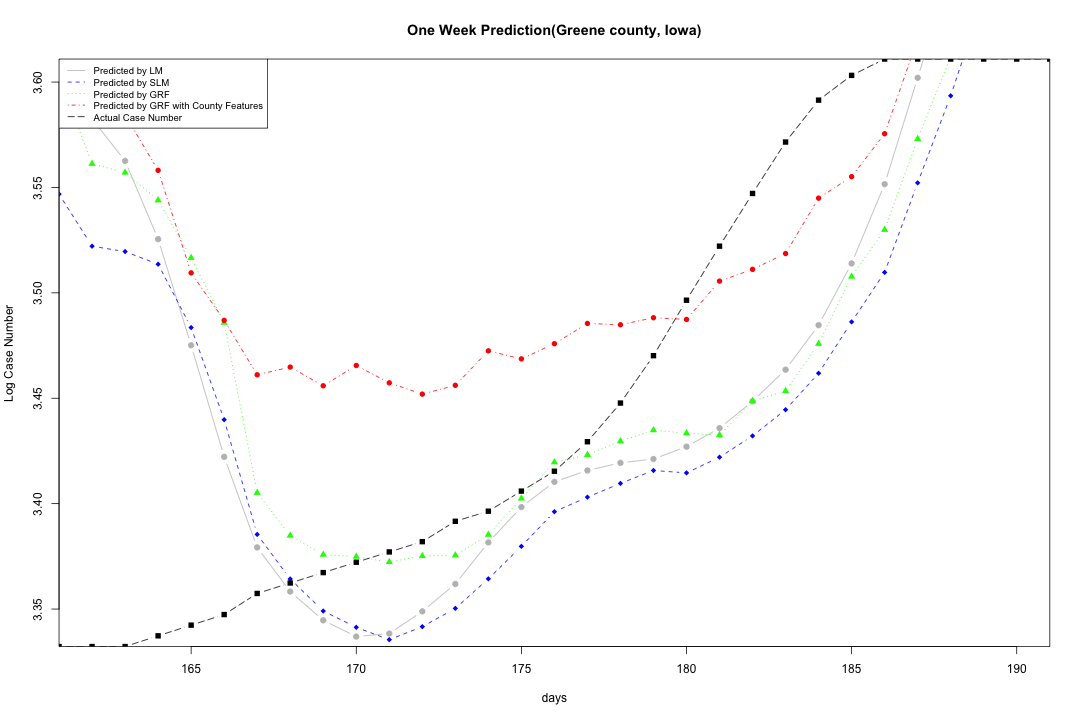 One Week Prediction(Greene county, Iowa)
Predicted by LM
Predicted by SLM
Predicted by GRF
Predicted by GRF with County Features
Actual Case Number
Log Case Number
3.60
3.55
3.50
3.45
3.40
3.35
165 170 175 180 185 190
days